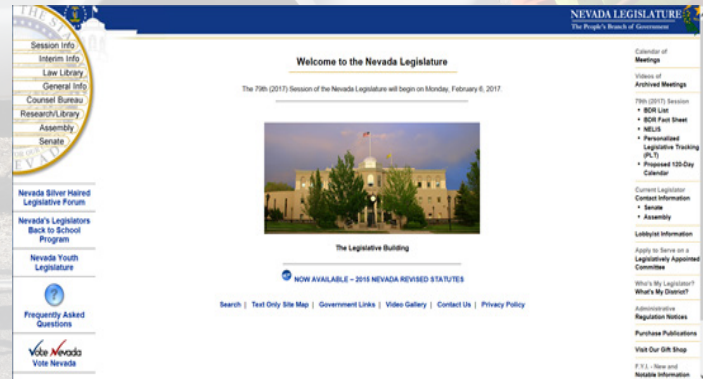 NEVADA LEGISLATURE
The People's Branch of Government
Session Info
Interim Info
Law Library
General Info
Counsel Bureau
Research/Library
Assembly
Senate
Nevada Silver Haired
Legislative Forum
Nevada's Legislators
Back to School
Program
Nevada Youth
Legislature
Frequently Asked
Questions
Vote Nevada
Vote Nevada
Welcome to the Nevada Legislature
The 79th (2017) Session of the Nevada Legislature will begin on Monday, February 6, 2017.
The Legislative Building
NOW AVAILABLE – 2015 NEVADA REVISED STATUTES
Search | Text Only Site Map | Government Links | Video Gallery | Contact Us | Privacy Policy
Calendar of
Meetings
Videos of
Archived Meetings
79th (2017) Session
• BDR List
• BDR Fact Sheet
• NELIS
• Personalized
Legislative Tracking
(PLT)
• Proposed 120-Day
Calendar
Current Legislator
Contact Information
• Senate
• Assembly
Lobbyist Information
Apply to Serve on a
Legislatively Appointed
Committee
Who's My Legislator?
What's My District?
Administrative
Regulation Notices
Purchase Publications
Visit Our Gift Shop
F.Y.I. - New and
Notable Information